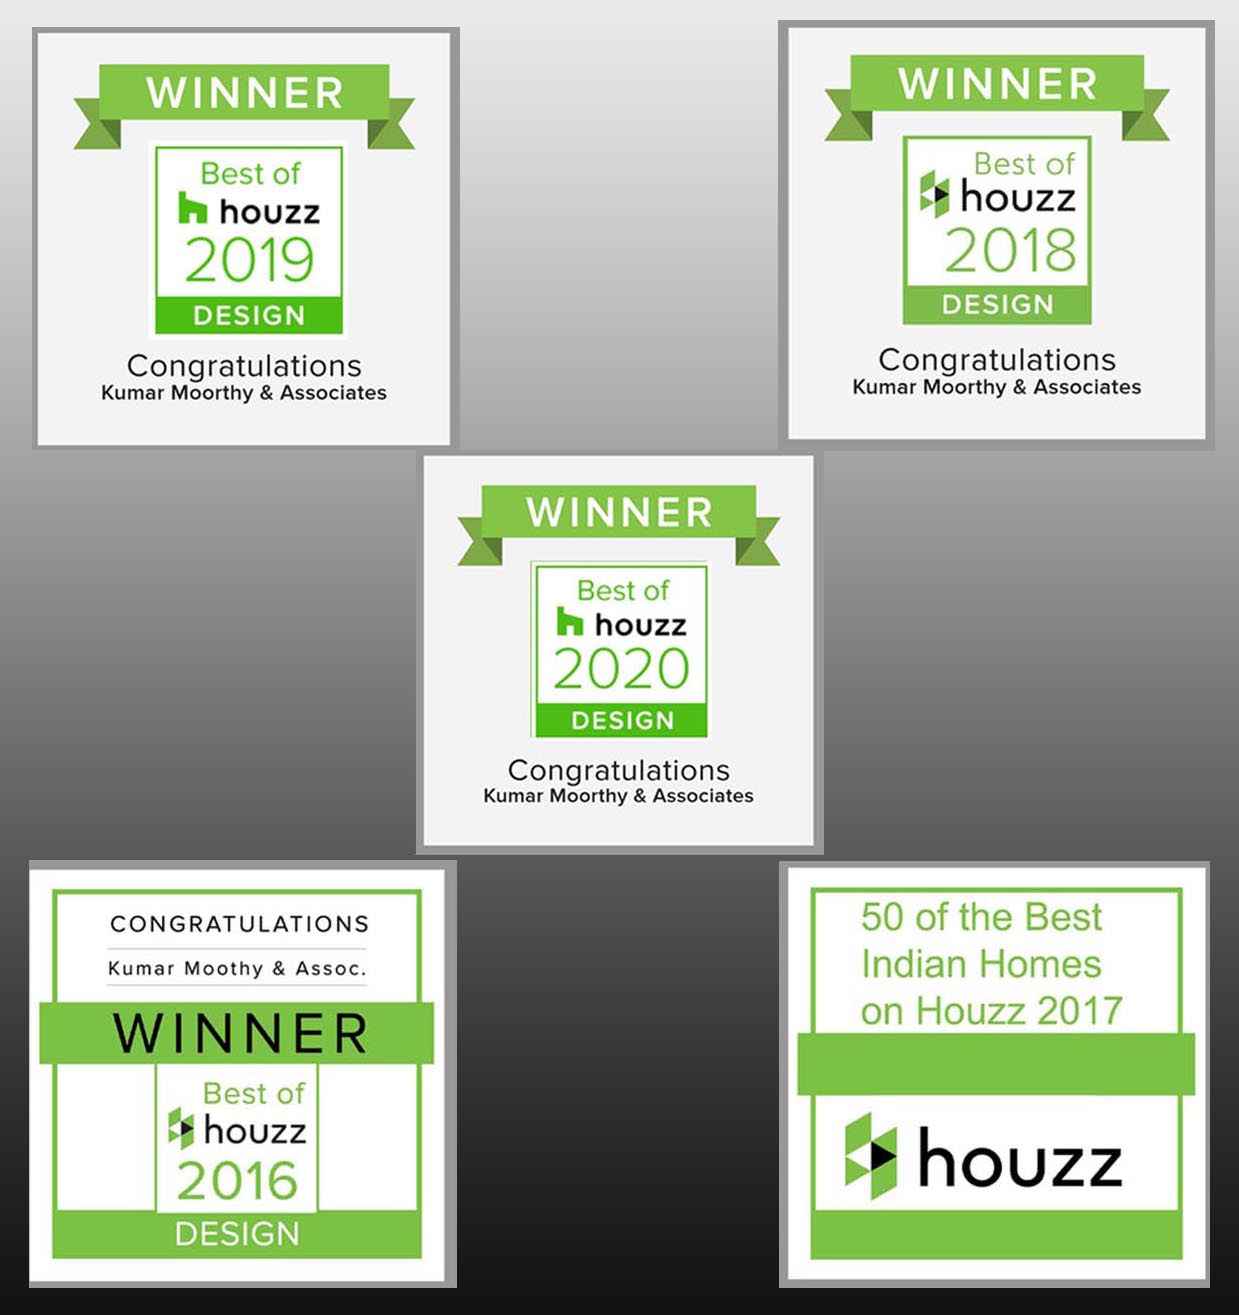 WINNER
Best of
houzz
2019
DESIGN
Congratulations
Kumar Moorthy & Associates
WINNER
Best of
houzz
2018
DESIGN
Congratulations
Kumar Moorthy & Associates
WINNER
Best of
houzz
2020
DESIGN
Congratulations
Kumar Moorthy & Associates
CONGRATULATIONS
Kumar Moothy & Assoc.
WINNER
Best of
houzz
2016
DESIGN
50 of the Best
Indian Homes
on Houzz 2017
houzz